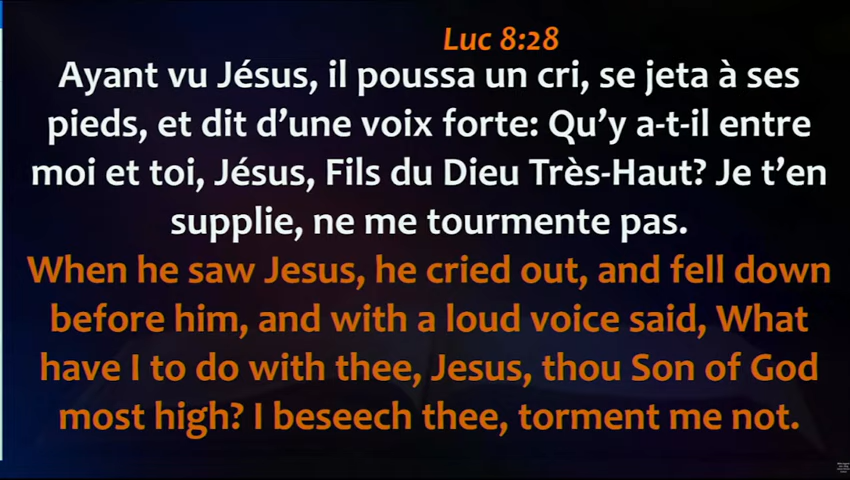 Luc 8:28
Ayant vu Jésus, il poussa un cri, se jeta à ses
pieds, et dit d’une voix forte: Qu’y a-t-il entre
moi et toi, Jésus, Fils du Dieu Très-Haut? Je t’en
supplie, ne me tourmente pas.
When he saw Jesus, he cried out, and fell down
before him, and with a loud voice said, What
have I to do with thee, Jesus, thou Son of God
most high? I beseech thee, torment me not.